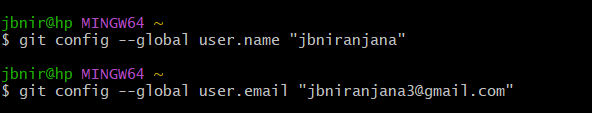 jbnir@hp MINGW64 ~
$ git config --global user.name "jbniranjana"
jbnir@hp MINGW64 ~
$ git config --global user.email "jbniranjana3@gmail.com"